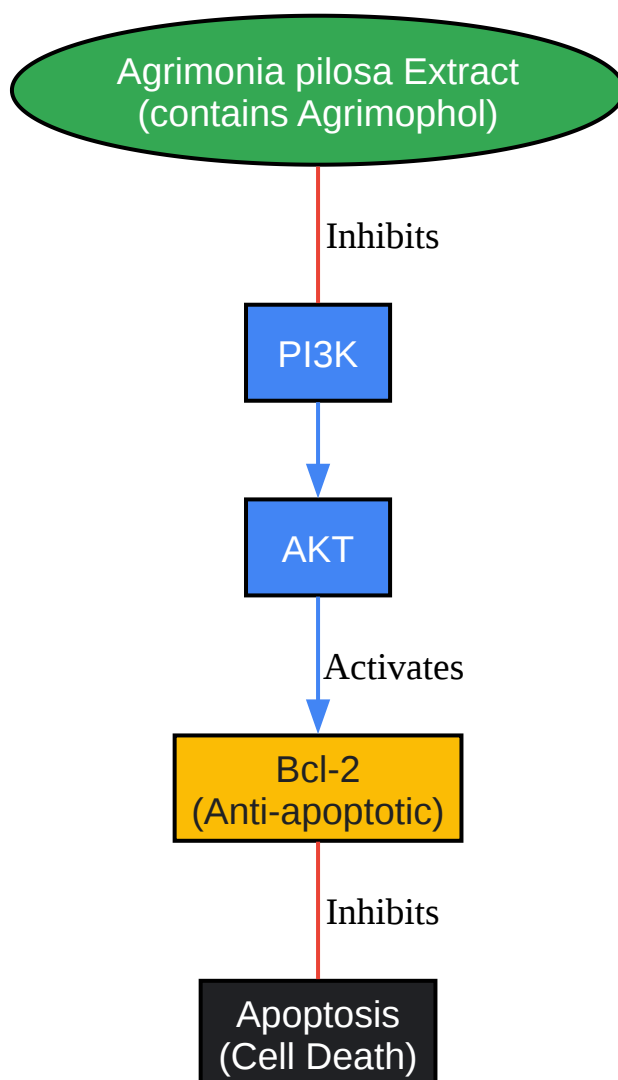 Agrimonia pilosa Extract
(contains Agrimophol)
Inhibits
PI3K
AKT
Activates
Bcl-2
(Anti-apoptotic)
Inhibits
Apoptosis
(Cell Death)